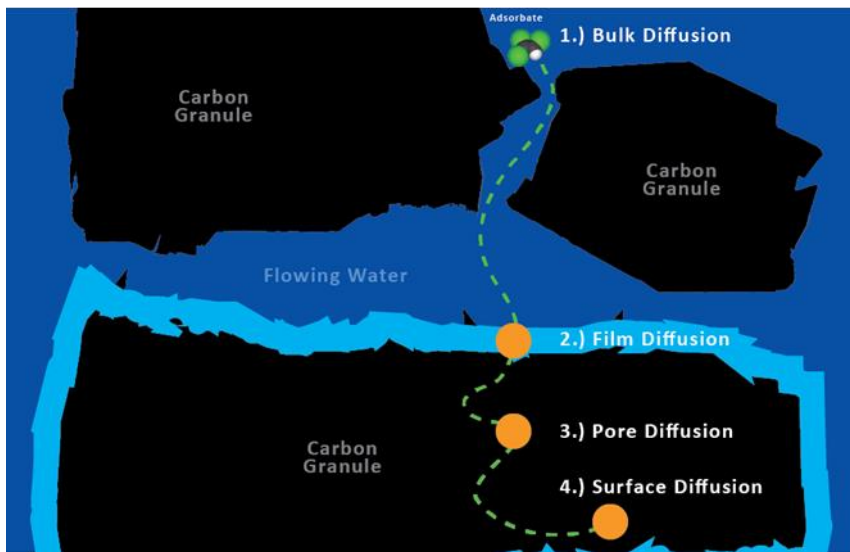 Adsorbate
1.) Bulk Diffusion
Carbon
Granule
Carbon
Granule
Flowing Water
2.) Film Diffusion
3.) Pore Diffusion
Carbon
Granule
4.) Surface Diffusion